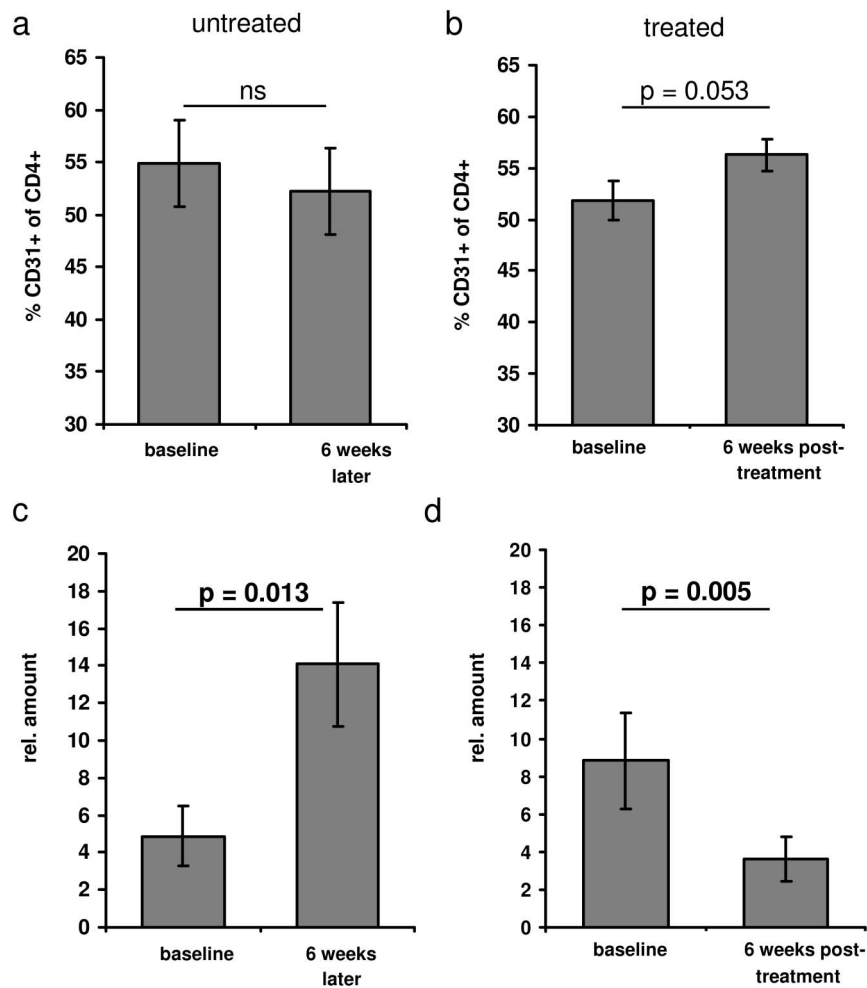 a
untreated
65
60
55
50
45
40
35
30
% CD31+ of CD4+
ns
baseline
6 weeks
later
b
treated
65
60
55
50
45
40
35
30
% CD31+ of CD4+
p = 0.053
baseline
6 weeks post-
treatment
c
20
18
16
14
12
10
8
6
4
2
0
rel. amount
p = 0.013
baseline
6 weeks
later
d
20
18
16
14
12
10
8
6
4
2
0
rel. amount
p = 0.005
baseline
6 weeks post-
treatment